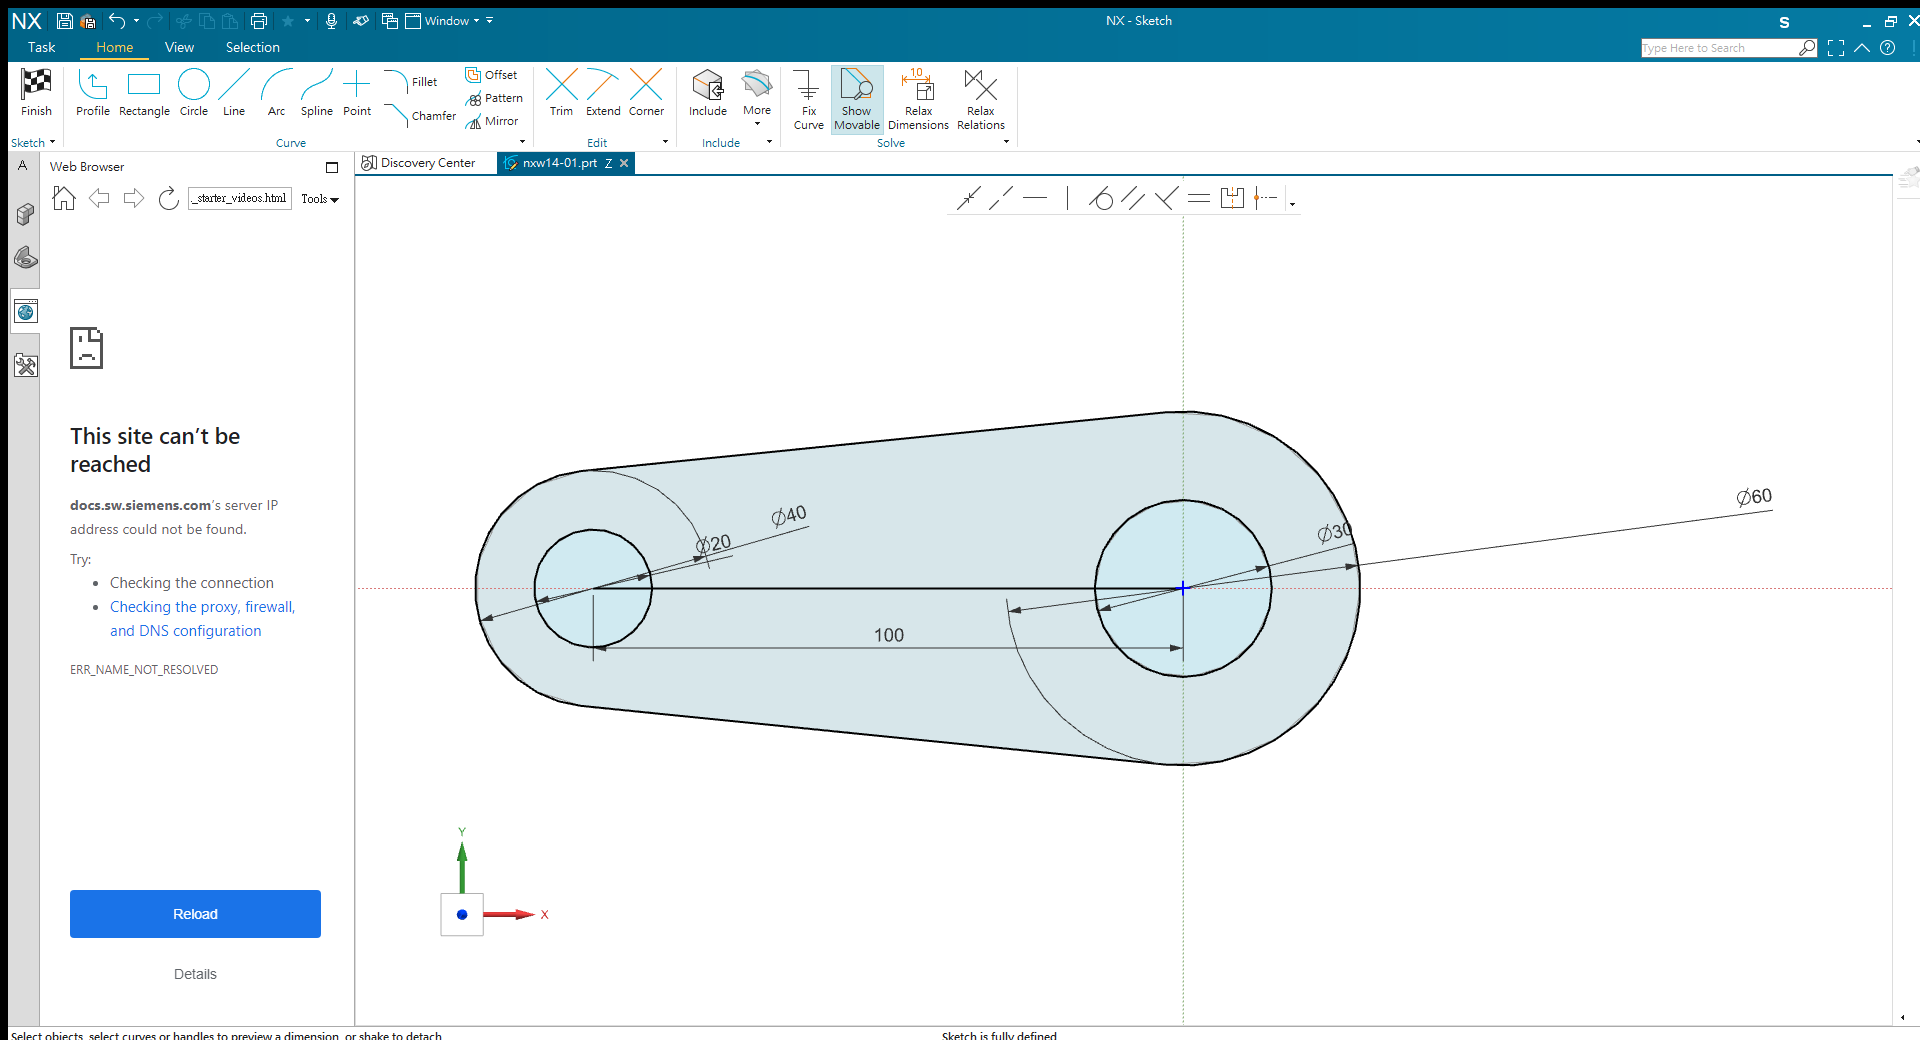 NX Window NX - Sketch S
Task Home View Selection Type Here to Search
Finish Profile Rectangle Circle Line Arc Spline Point Fillet Chamfer Offset Pattern Mirror Trim Extend Corner Include More Fix Curve Show Movable Relax Dimensions Relax Relations
Sketch Curve Edit Include Solve
A Web Browser Discovery Center nxw14-01.prt Z
._starter_videos.html Tools
This site can't be
reached
docs.sw.siemens.com's server IP
address could not be found.
Try:
• Checking the connection
• Checking the proxy, firewall,
and DNS configuration
ERR_NAME_NOT_RESOLVED
Reload
Details
∅60
∅40
∅30
∅20
100
Y
X
Select objects, select curves or handles to preview a dimension, or shake to detach Sketch is fully defined